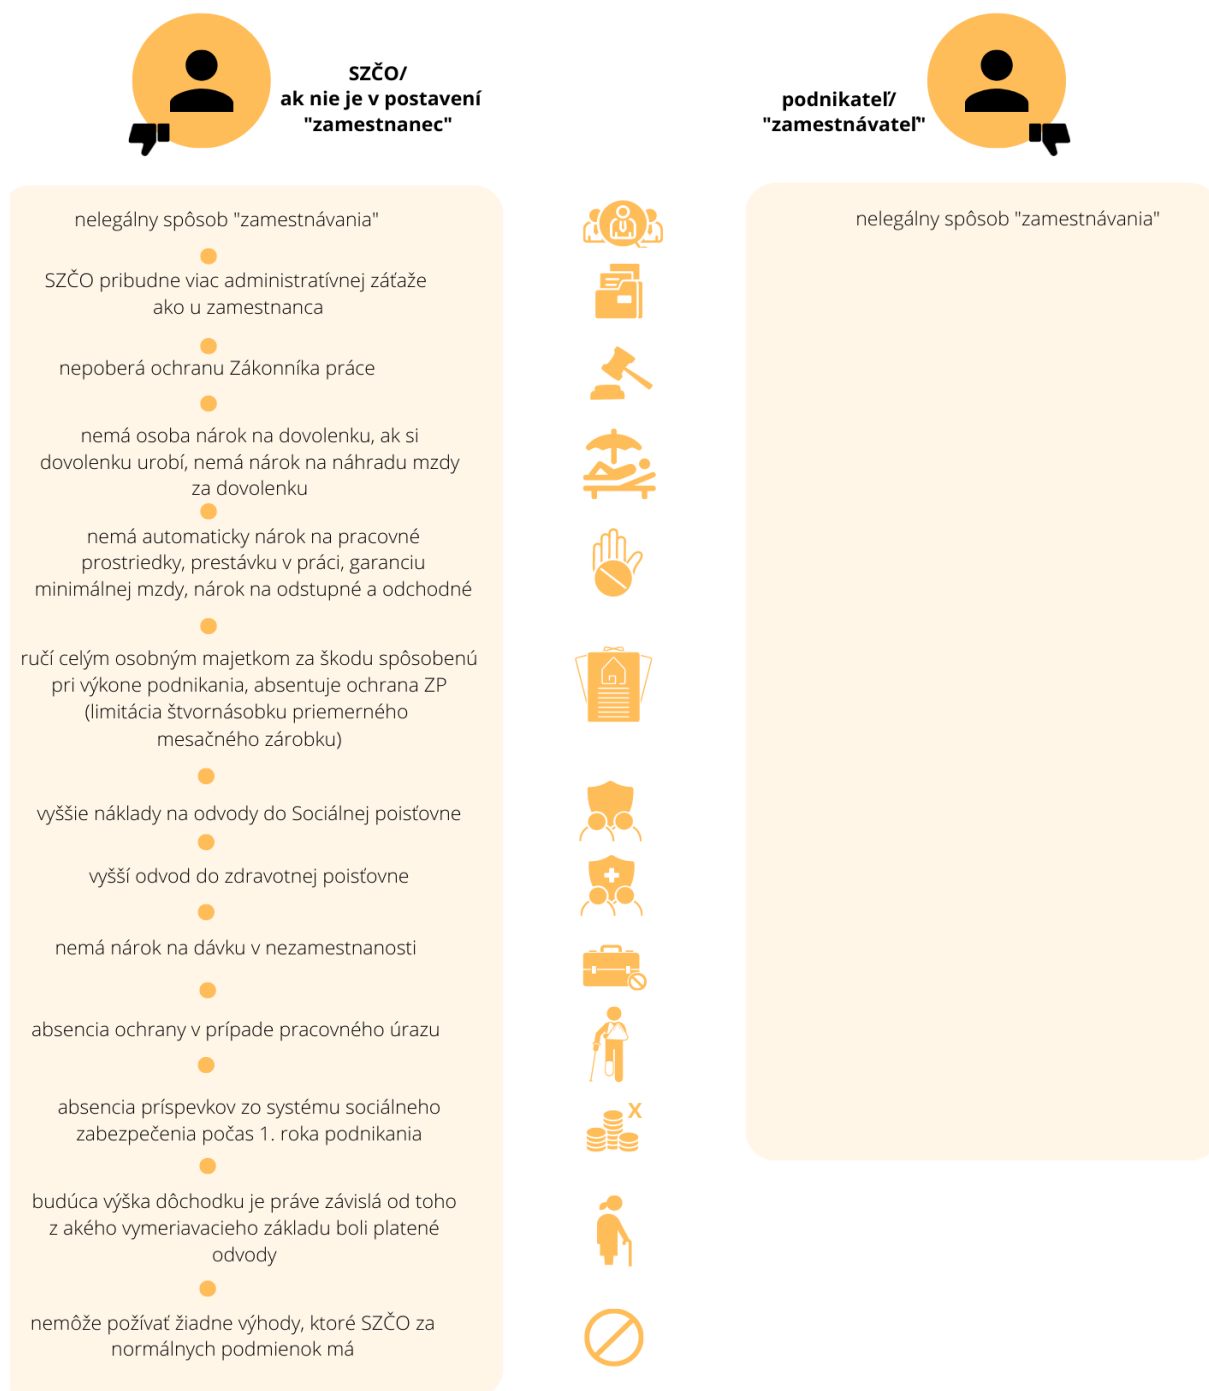 SZČO/
ak nie je v postavení
"zamestnanec"
podnikateľ/
"zamestnávateľ"
nelegálny spôsob "zamestnávania"
SZČO pribudne viac administratívnej záťaže
ako u zamestnanca
nepoberá ochranu Zákonníka práce
nemá osoba nárok na dovolenku, ak si
dovolenku urobí, nemá nárok na náhradu mzdy
za dovolenku
nemá automaticky nárok na pracovné
prostriedky, prestávku v práci, garanciu
minimálnej mzdy, nárok na odstupné a odchodné
ručí celým osobným majetkom za škodu spôsobenú
pri výkone podnikania, absentuje ochrana ZP
(limitácia štvornásobku priemerného
mesačného zárobku)
vyššie náklady na odvody do Sociálnej poisťovne
vyšší odvod do zdravotnej poisťovne
nemá nárok na dávku v nezamestnanosti
absencia ochrany v prípade pracovného úrazu
absencia príspevkov zo systému sociálneho
zabezpečenia počas 1. roka podnikania
budúca výška dôchodku je práve závislá od toho
z akého vymeriavacieho základu boli platené
odvody
nemôže požívať žiadne výhody, ktoré SZČO za
normálnych podmienok má
X
nelegálny spôsob "zamestnávania"